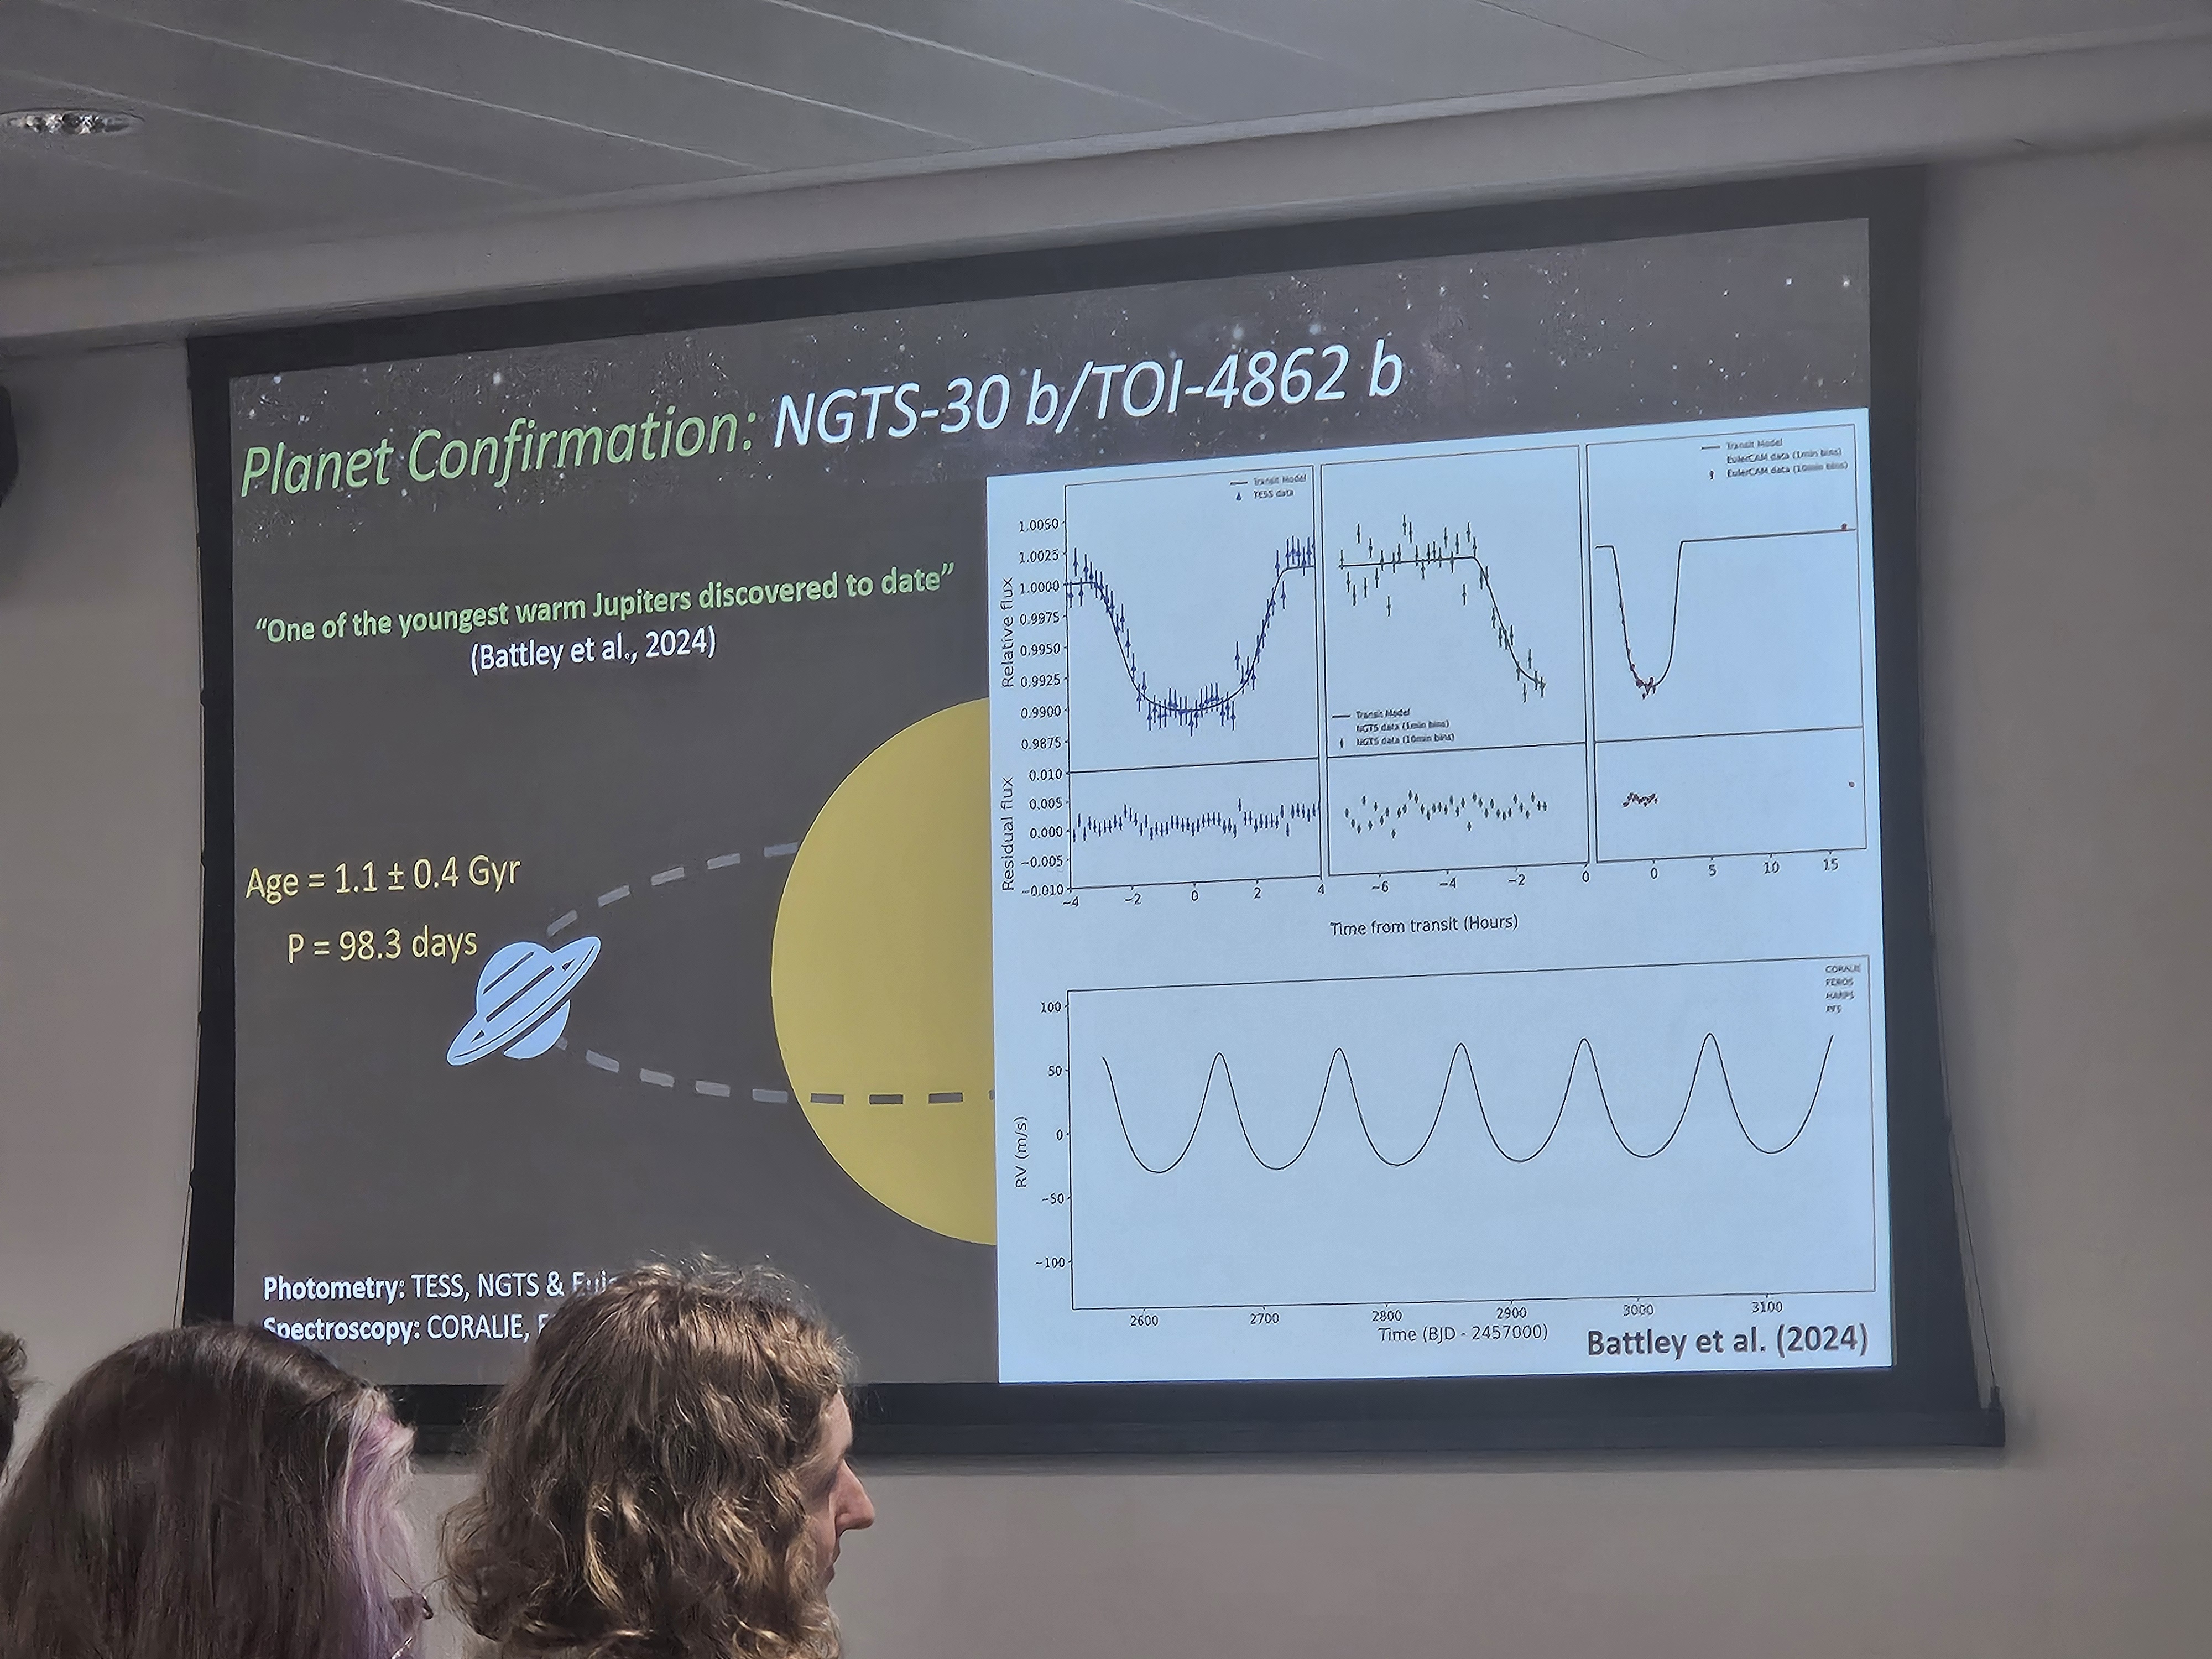 Planet Confirmation: NGTS-30 b/TOI-4862 b
“One of the youngest warm Jupiters discovered to date”
(Battley et al., 2024)
Age = 1.1 ± 0.4 Gyr
P = 98.3 days
Photometry: TESS, NGTS &
Spectroscopy: CORALIE,
Transit Model
TESS data
1.0050
1.0025
1.0000
0.9975
0.9950
0.9925
0.9900
0.9875
Relative flux
Transit Model
NGTS data (1min bins)
NGTS data (10min bins)
Transit Model
EulerCAM data (1min bins)
EulerCAM data (10min bins)
0.010
0.005
0.000
−0.005
−0.010
Residual flux
−4 −2 0 2 4
−6 −4 −2 0
0 5 10 15
Time from transit (Hours)
CORALIE
FEROS
HARPS
PFS
100
50
0
−50
−100
RV (m/s)
2600 2700 2800 2900 3000 3100
Time (BJD - 2457000)
Battley et al. (2024)